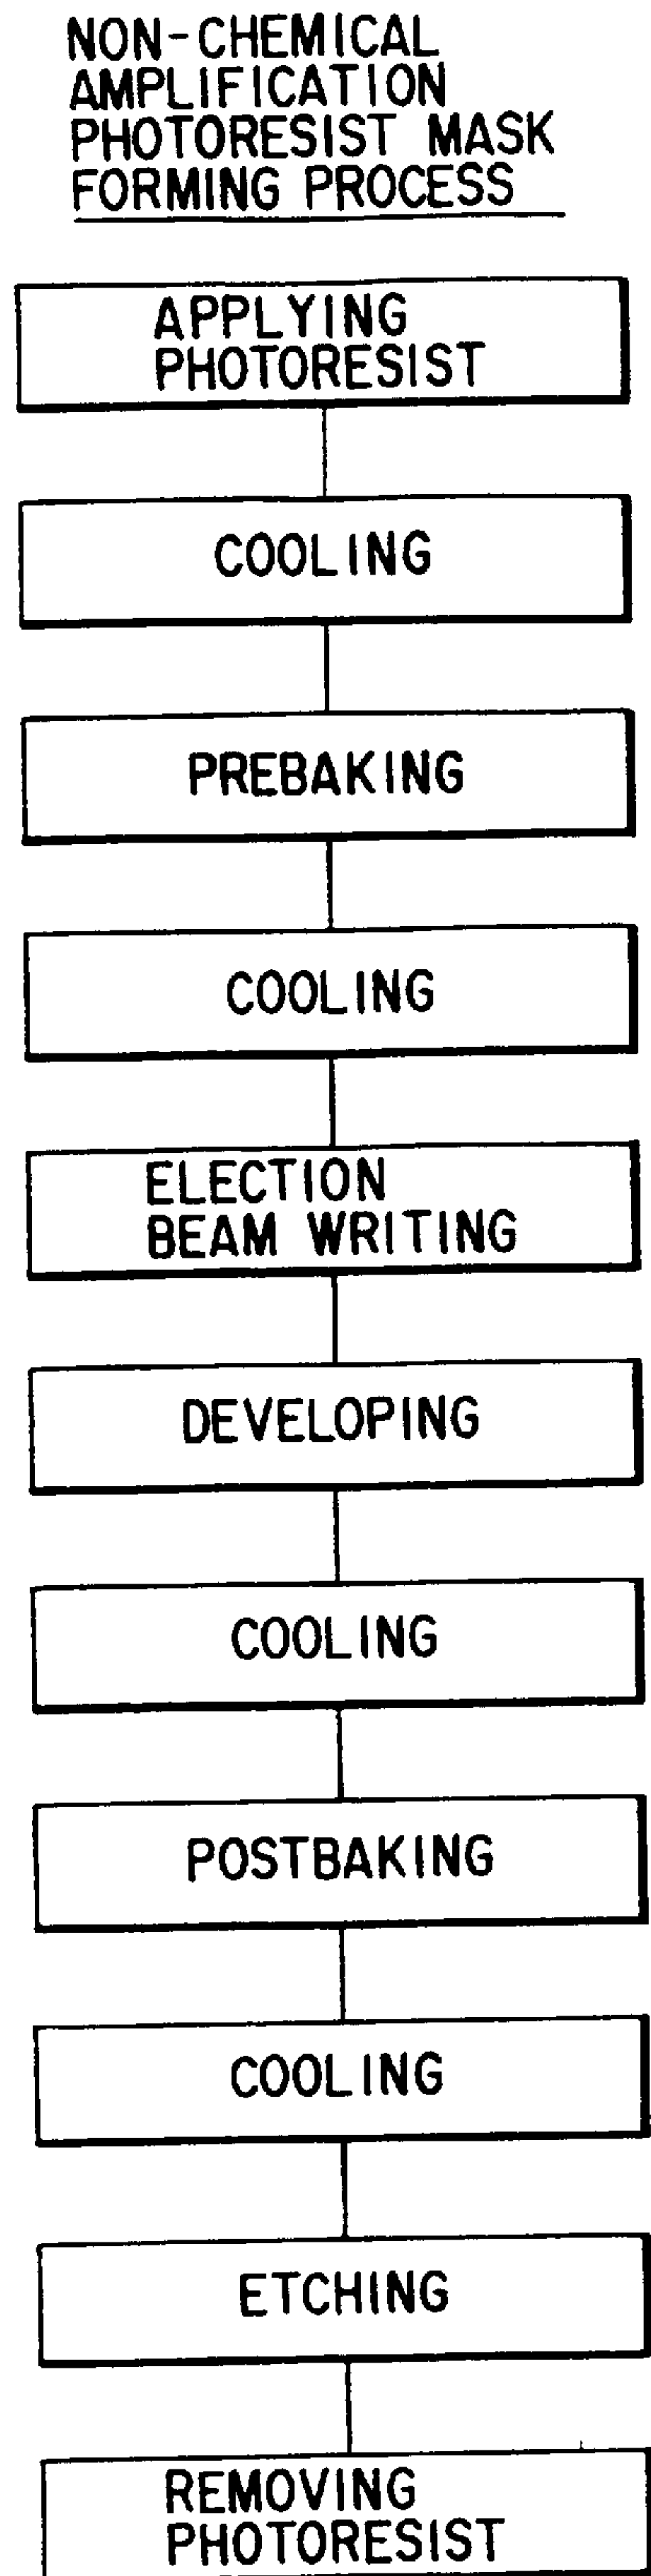 NON-CHEMICAL
AMPLIFICATION
PHOTORESIST MASK
FORMING PROCESS
APPLYING
PHOTORESIST
COOLING
PREBAKING
COOLING
ELECTION
BEAM WRITING
DEVELOPING
COOLING
POSTBAKING
COOLING
ETCHING
REMOVING
PHOTORESIST